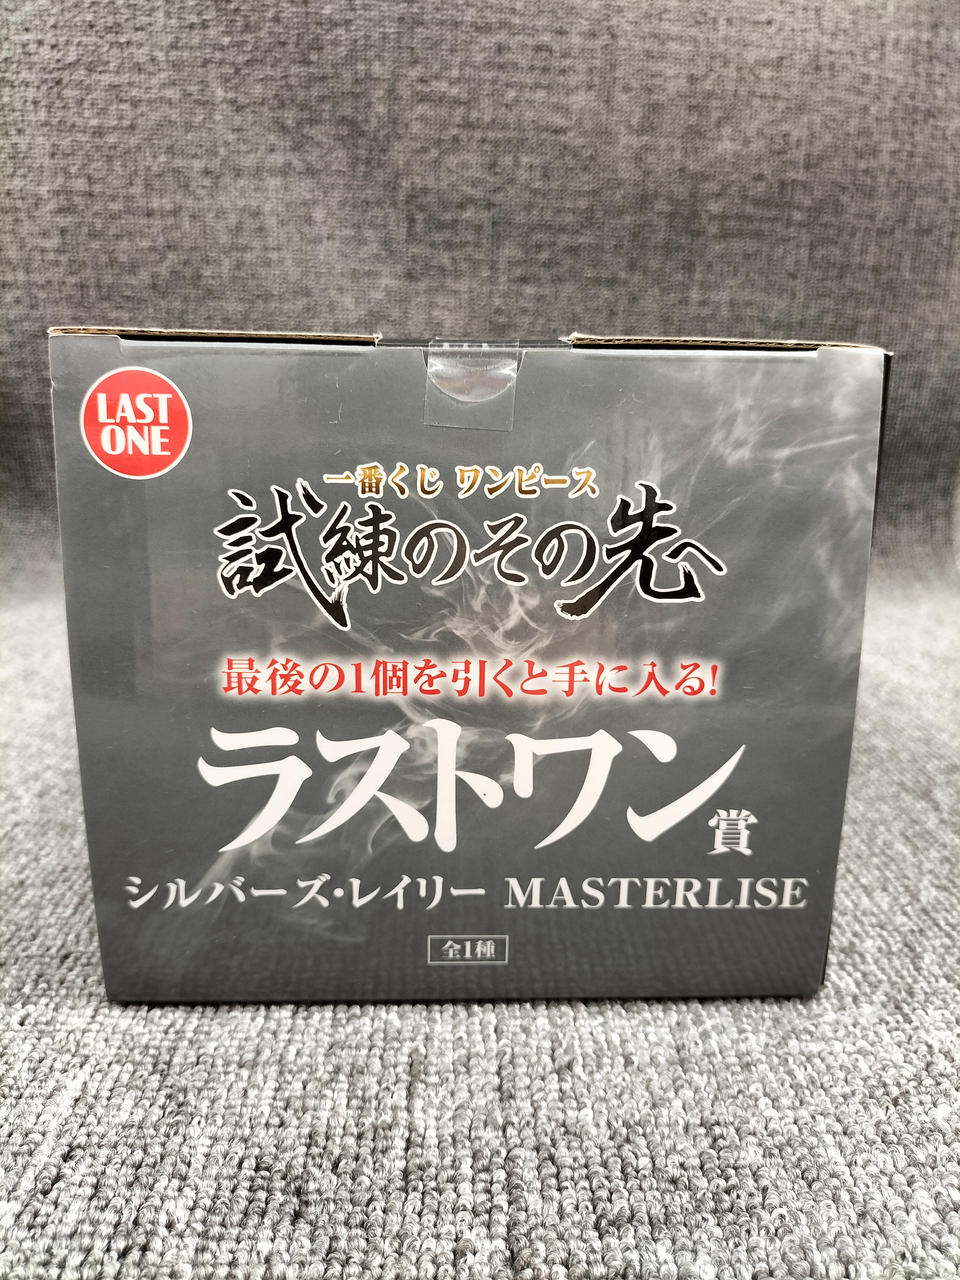 LAST
ONE
一番くじ ワンピース
試練のその先へ
最後の1個を引くと手に入る!
ラストワン賞
シルバーズ・レイリー MASTERLISE
全1種